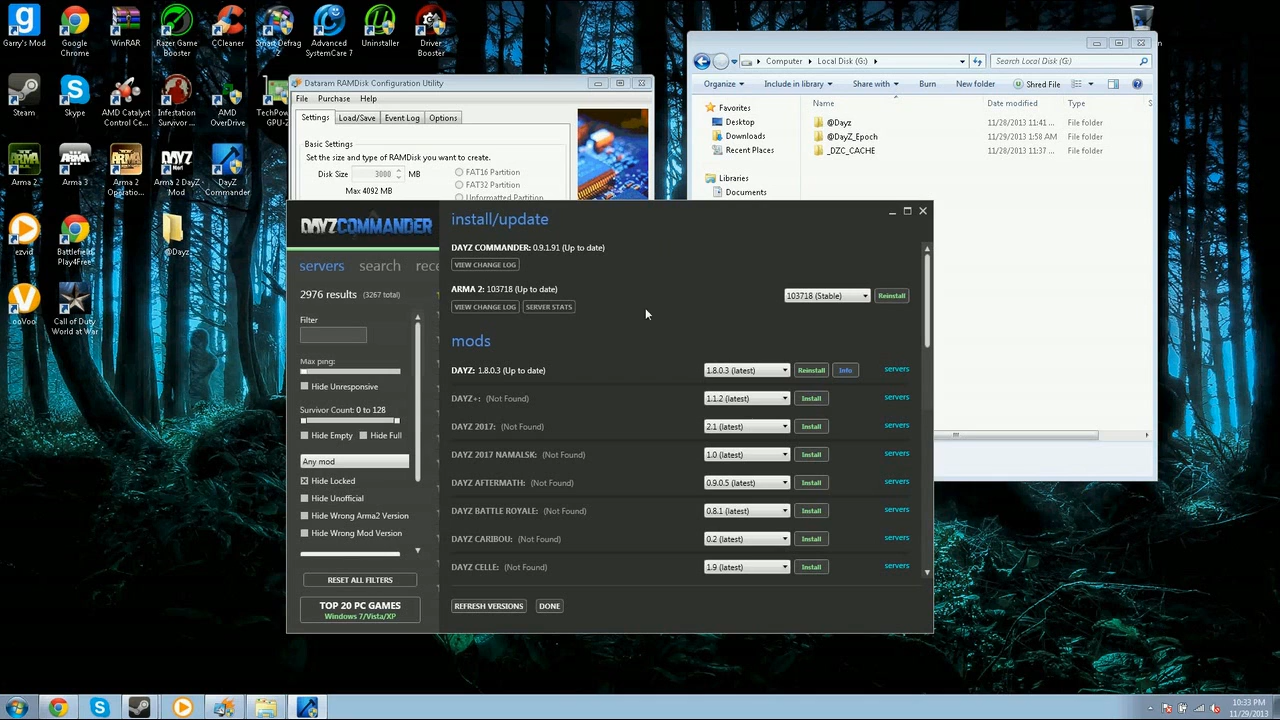 Garry's Mod
Google Chrome
WinRAR
Razer Game Booster
CCleaner
Smart Defrag
Advanced SystemCare 7
Uninstaller
Driver Booster
Steam
Skype
AMD Catalyst Control Ce...
Infestation Survivor ...
AMD OverDrive
TechPow
GPU-Z
Arma 2
Arma 3
Arma 2 Operatio...
Arma 2 DayZ Mod
DayZ Commander
ezvid
Battlefield Play4Free
@Dayz
ooVoo
Call of Duty World at War
Dataram RAMDisk Configuration Utility
File Purchase Help
Settings Load/Save Event Log Options
Basic Settings
Set the size and type of RAMDisk you want to create.
Disk Size 3000 MB
Max 4092 MB
FAT16 Partition
FAT32 Partition
Unformatted Partition
Computer Local Disk (G:)
Search Local Disk (G:)
Organize Include in library Share with Burn New folder Shared File
Favorites
Desktop
Downloads
Recent Places
Libraries
Documents
Name Date modified Type
@Dayz 11/28/2013 11:41 ... File folder
@DayZ_Epoch 11/29/2013 1:58 AM File folder
_DZC_CACHE 11/28/2013 11:37 ... File folder
DAYZCOMMANDER
servers search rece
2976 results (3267 total)
Filter
Max ping:
Hide Unresponsive
Survivor Count: 0 to 128
Hide Empty Hide Full
Any mod
Hide Locked
Hide Unofficial
Hide Wrong Arma2 Version
Hide Wrong Mod Version
RESET ALL FILTERS
TOP 20 PC GAMES
Windows 7/Vista/XP
install/update
DAYZ COMMANDER: 0.9.1.91 (Up to date)
VIEW CHANGE LOG
ARMA 2: 103718 (Up to date) 103718 (Stable) Reinstall
VIEW CHANGE LOG SERVER STATS
mods
DAYZ: 1.8.0.3 (Up to date) 1.8.0.3 (latest) Reinstall Info servers
DAYZ+: (Not Found) 1.1.2 (latest) Install servers
DAYZ 2017: (Not Found) 2.1 (latest) Install servers
DAYZ 2017 NAMALSK: (Not Found) 1.0 (latest) Install servers
DAYZ AFTERMATH: (Not Found) 0.9.0.5 (latest) Install servers
DAYZ BATTLE ROYALE: (Not Found) 0.8.1 (latest) Install servers
DAYZ CARIBOU: (Not Found) 0.2 (latest) Install servers
DAYZ CELLE: (Not Found) 1.9 (latest) Install servers
REFRESH VERSIONS DONE
10:33 PM
11/29/2013